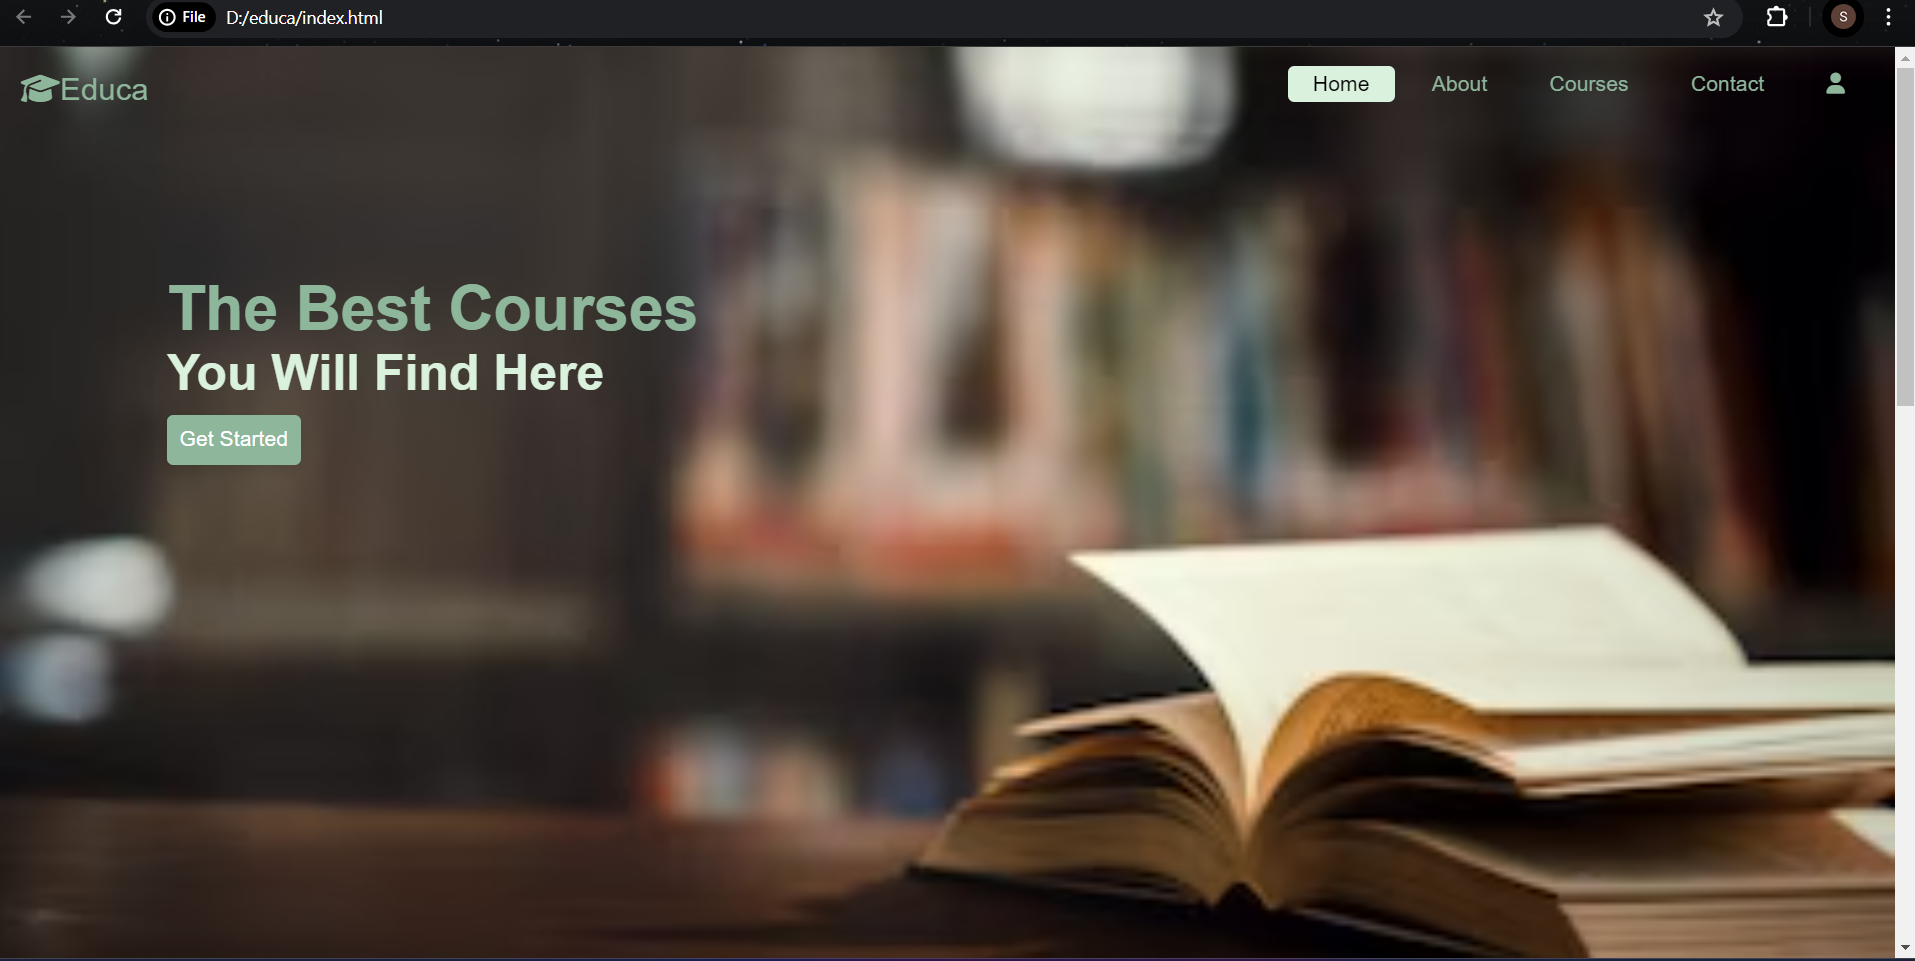 File D:/educa/index.html S
Educa Home About Courses Contact
The Best Courses
You Will Find Here
Get Started